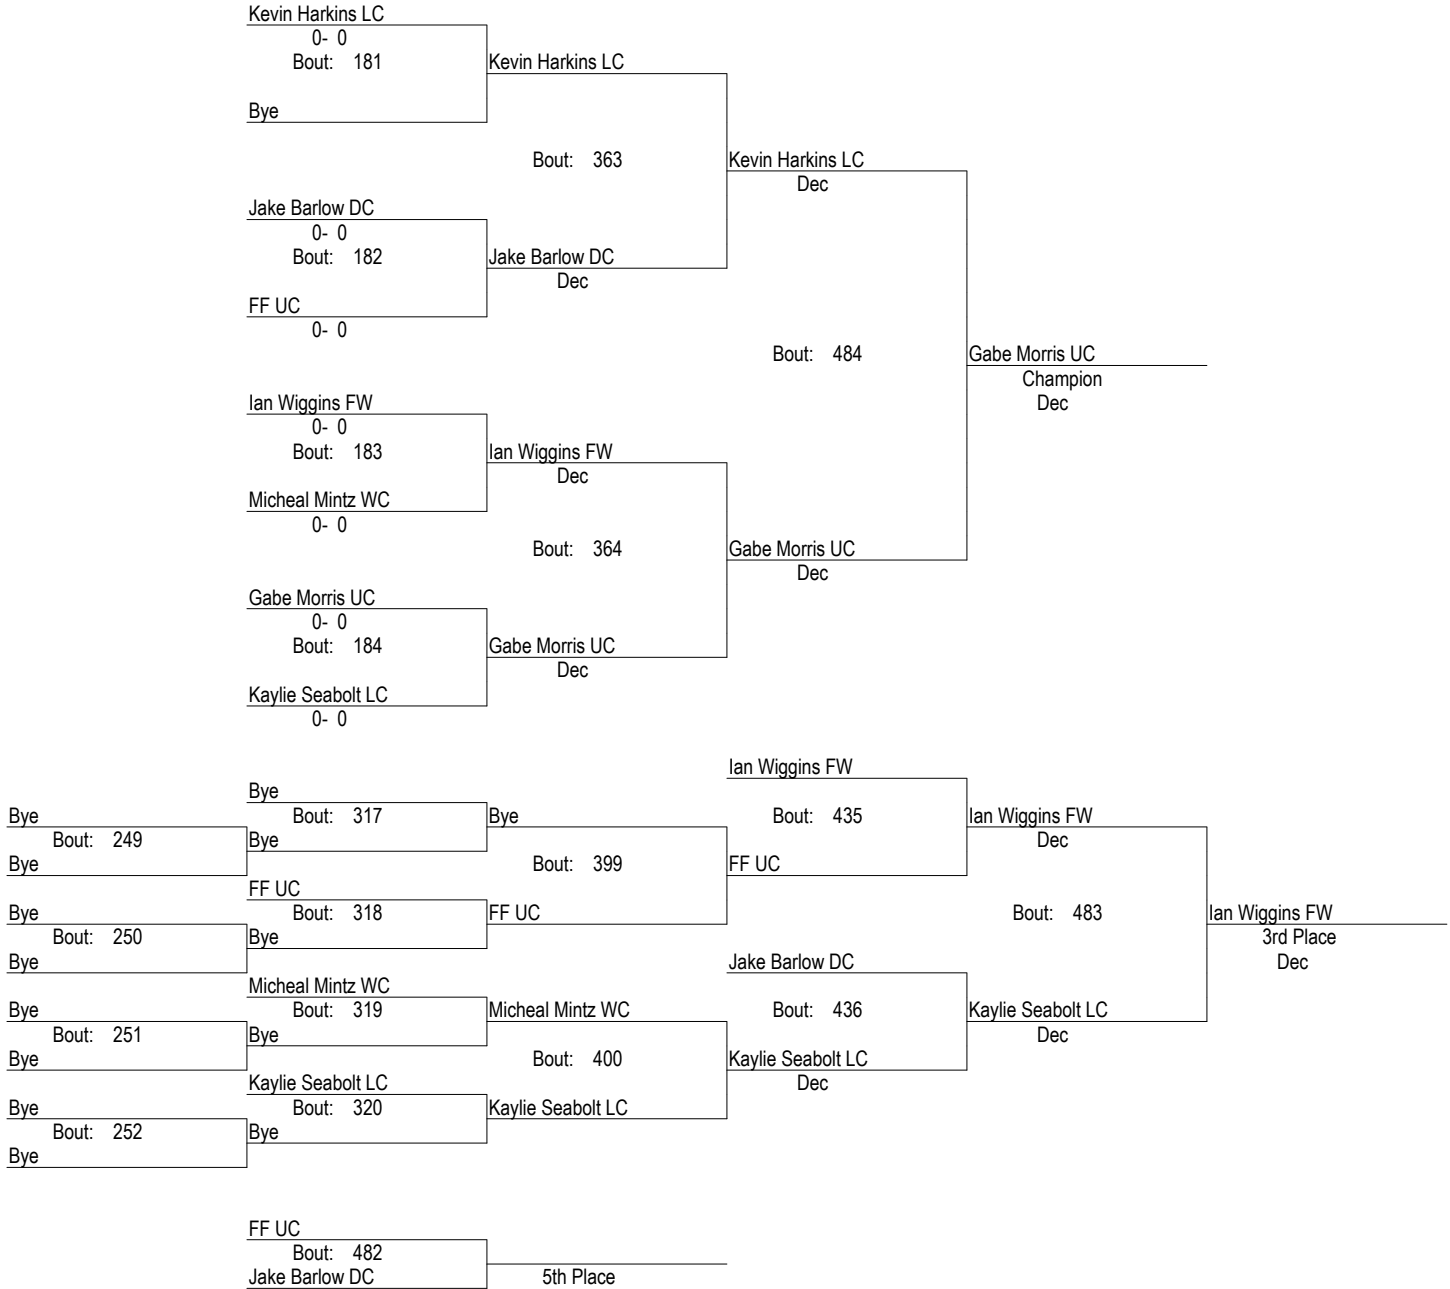 Kevin Harkins LC
0- 0
Bout: 181
Kevin Harkins LC
Bye
Bout: 363
Kevin Harkins LC
Dec
Jake Barlow DC
0- 0
Bout: 182
Jake Barlow DC
Dec
FF UC
0- 0
Bout: 484
Gabe Morris UC
Champion
Dec
Ian Wiggins FW
0- 0
Bout: 183
Ian Wiggins FW
Dec
Micheal Mintz WC
0- 0
Bout: 364
Gabe Morris UC
Dec
Gabe Morris UC
0- 0
Bout: 184
Gabe Morris UC
Dec
Kaylie Seabolt LC
0- 0
Ian Wiggins FW
Bye
Bout: 317
Bye
Bout: 435
Ian Wiggins FW
Dec
Bye
Bout: 249
Bye
Bye
Bout: 399
FF UC
FF UC
Bye
Bout: 318
FF UC
Bout: 483
Ian Wiggins FW
3rd Place
Dec
Bout: 250
Bye
Bye
Jake Barlow DC
Micheal Mintz WC
Bye
Bout: 319
Micheal Mintz WC
Bout: 436
Kaylie Seabolt LC
Dec
Bout: 251
Bye
Bye
Bout: 400
Kaylie Seabolt LC
Dec
Kaylie Seabolt LC
Bye
Bout: 320
Kaylie Seabolt LC
Bout: 252
Bye
Bye
FF UC
Bout: 482
Jake Barlow DC
5th Place